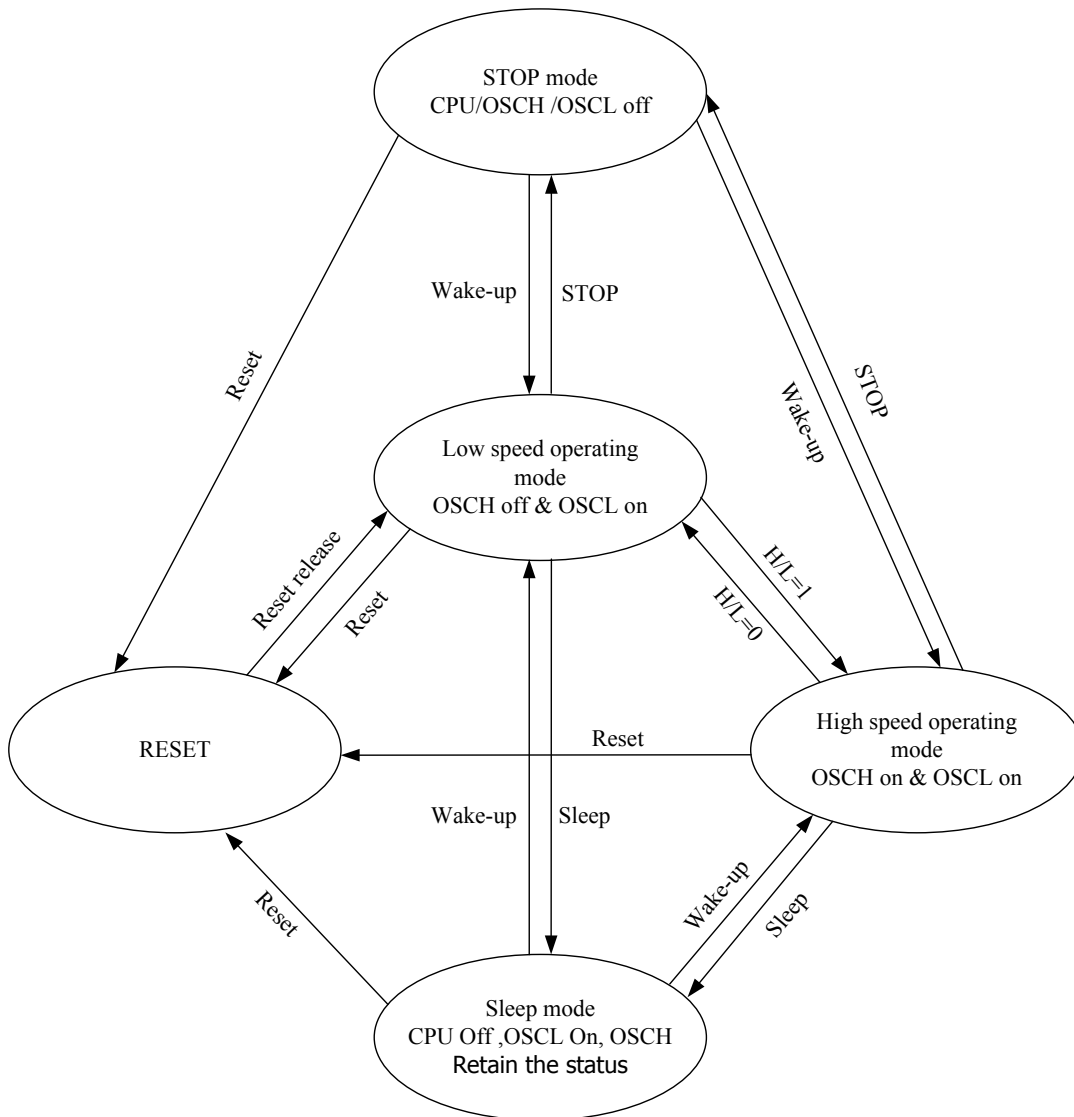 STOP mode
CPU/OSCH /OSCL off
Reset
Wake-up
STOP
Wake-up
STOP
Low speed operating
mode
OSCH off & OSCL on
Reset release
Reset
H/L=1
H/L=0
RESET
Reset
High speed operating
mode
OSCH on & OSCL on
Wake-up
Sleep
Reset
Wake-up
Sleep
Sleep mode
CPU Off ,OSCL On, OSCH
Retain the status